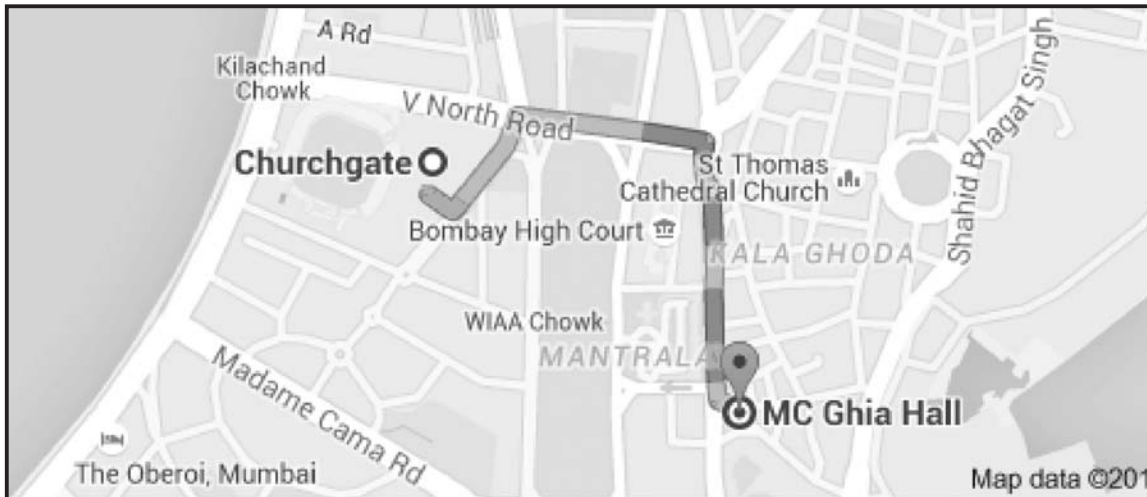 A Rd
Kilachand
Chowk
V North Road
Churchgate
St Thomas
Cathedral Church
Shahid Bhagat Singh
Bombay High Court
KALA GHODA
WIAA Chowk
MANTRALA
Madame Cama Rd
MC Ghia Hall
The Oberoi, Mumbai
Map data ©201